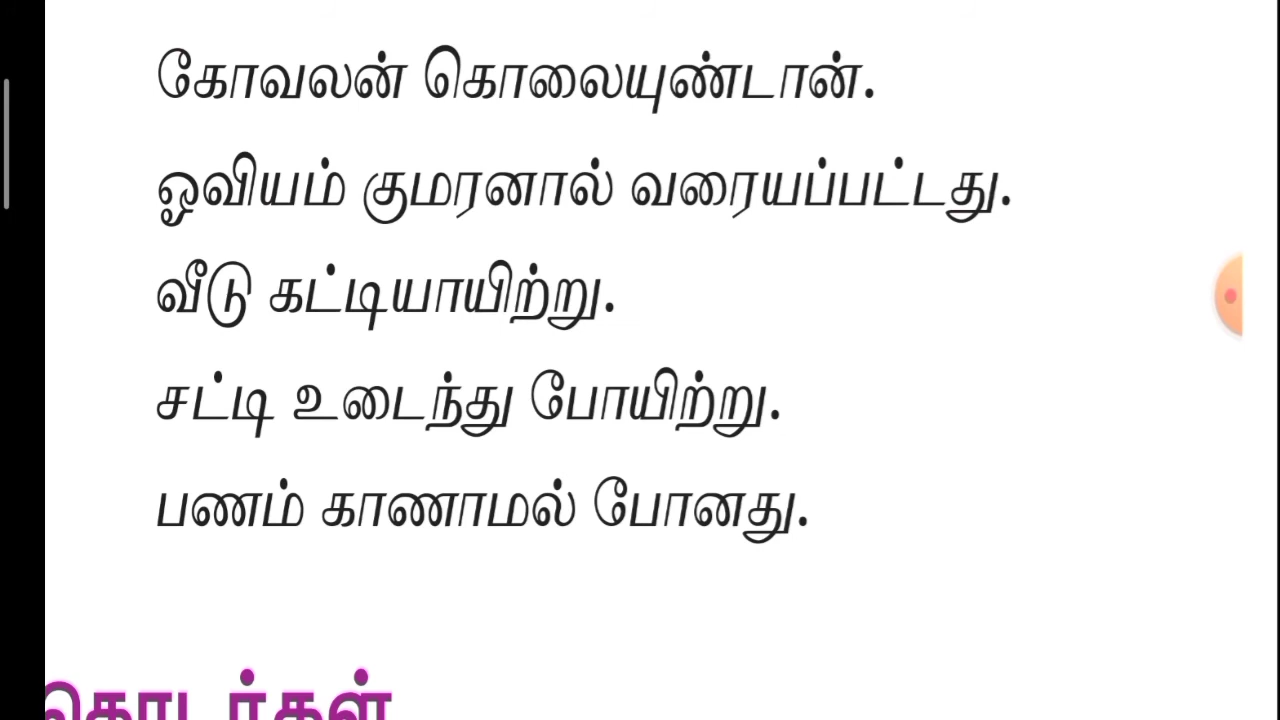 கோவலன் கொலையுண்டான்.
ஓவியம் குமரனால் வரையப்பட்டது.
வீடு கட்டியாயிற்று.
சட்டி உடைந்து போயிற்று.
பணம் காணாமல் போனது.